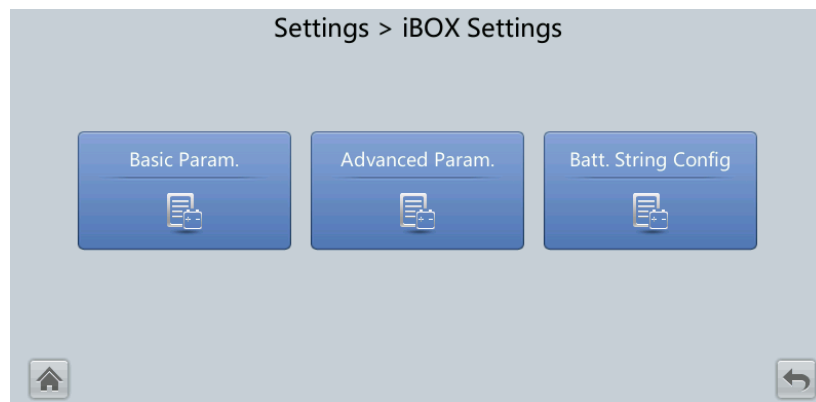 Settings > iBOX Settings
Basic Param.
Advanced Param.
Batt. String Config